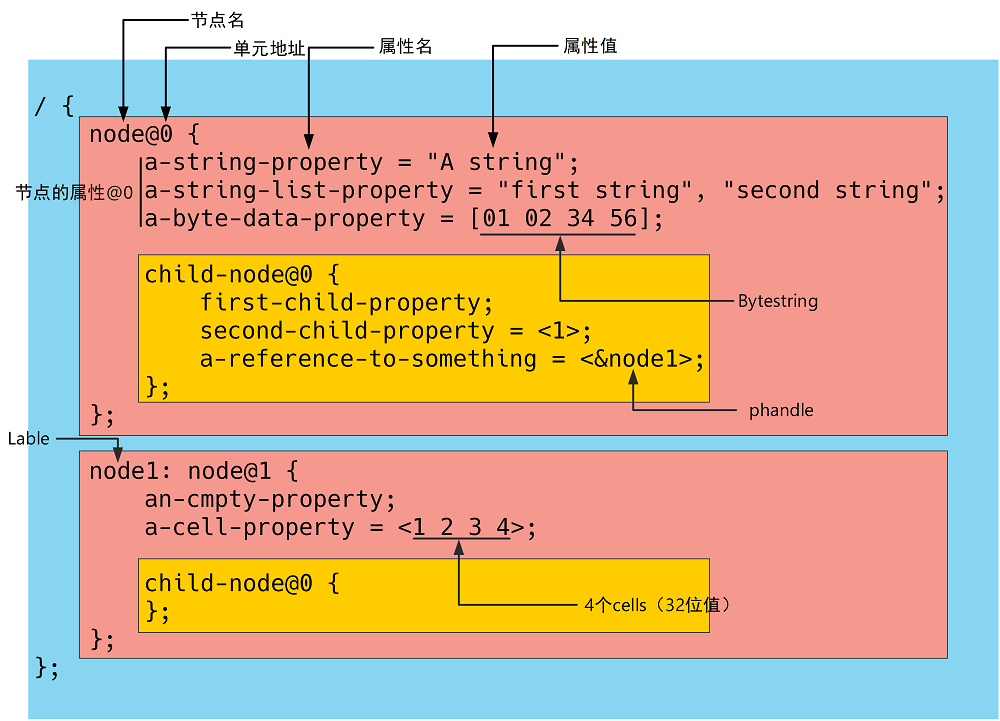 节点名
单元地址
属性名
属性值
/ {
node@0 {
a-string-property = "A string";
节点的属性@0
a-string-list-property = "first string", "second string";
a-byte-data-property = [01 02 34 56];
child-node@0 {
first-child-property;
Bytestring
second-child-property = <1>;
a-reference-to-something = <&node1>;
};
phandle
};
Lable
node1: node@1 {
an-cmpty-property;
a-cell-property = <1 2 3 4>;
child-node@0 {
4个cells（32位值）
};
};
};